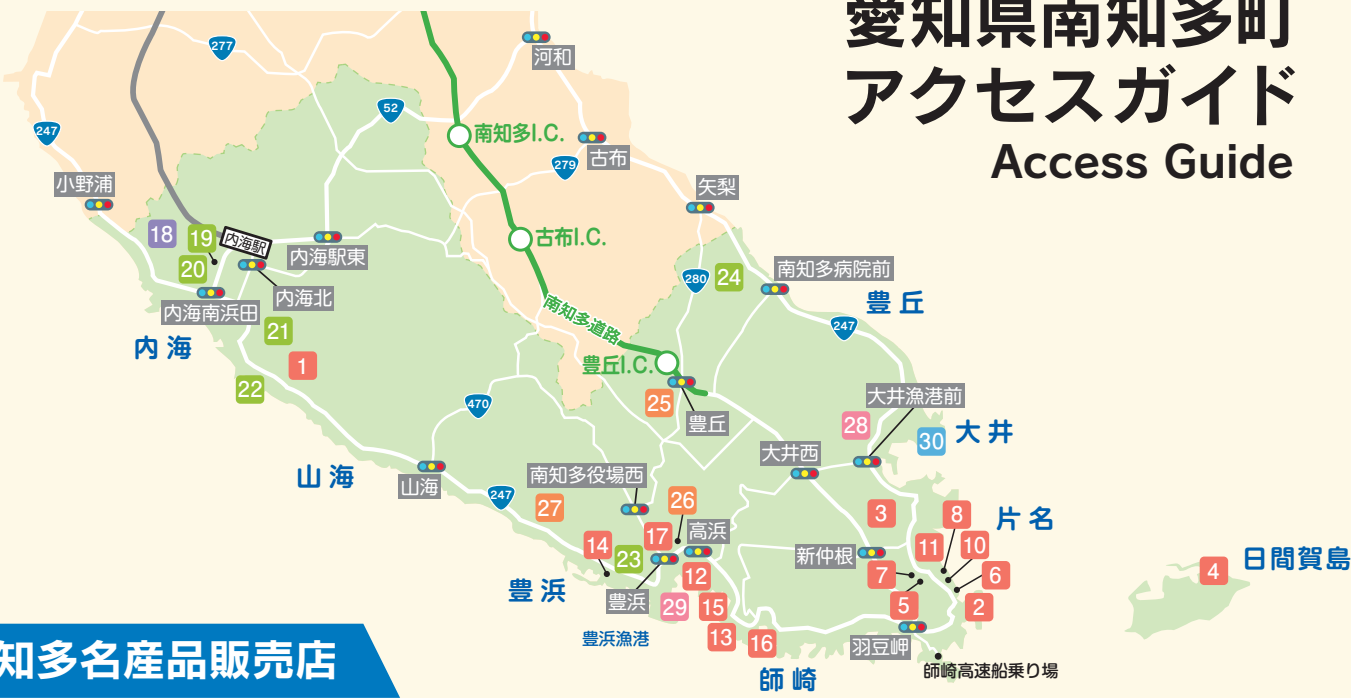 愛知県南知多町
アクセスガイド
Access Guide
277
河和
52
247
南知多I.C.
古布
279
小野浦
矢梨
18
19
内海駅
内海駅東
古布I.C.
20
280
24
南知多病院前
内海南浜田
内海北
豊丘
南知多道路
247
21
内海
1
豊丘I.C.
22
25
470
豊丘
大井漁港前
28
30
大井
大井西
山海
山海
南知多役場西
247
27
26
3
8
片名
17
高浜
14
23
新仲根
11
10
日間賀島
4
12
7
6
豊浜
豊浜
29
15
5
2
豊浜漁港
13
16
羽豆岬
師崎
師崎高速船乗り場
知多名産品販売店